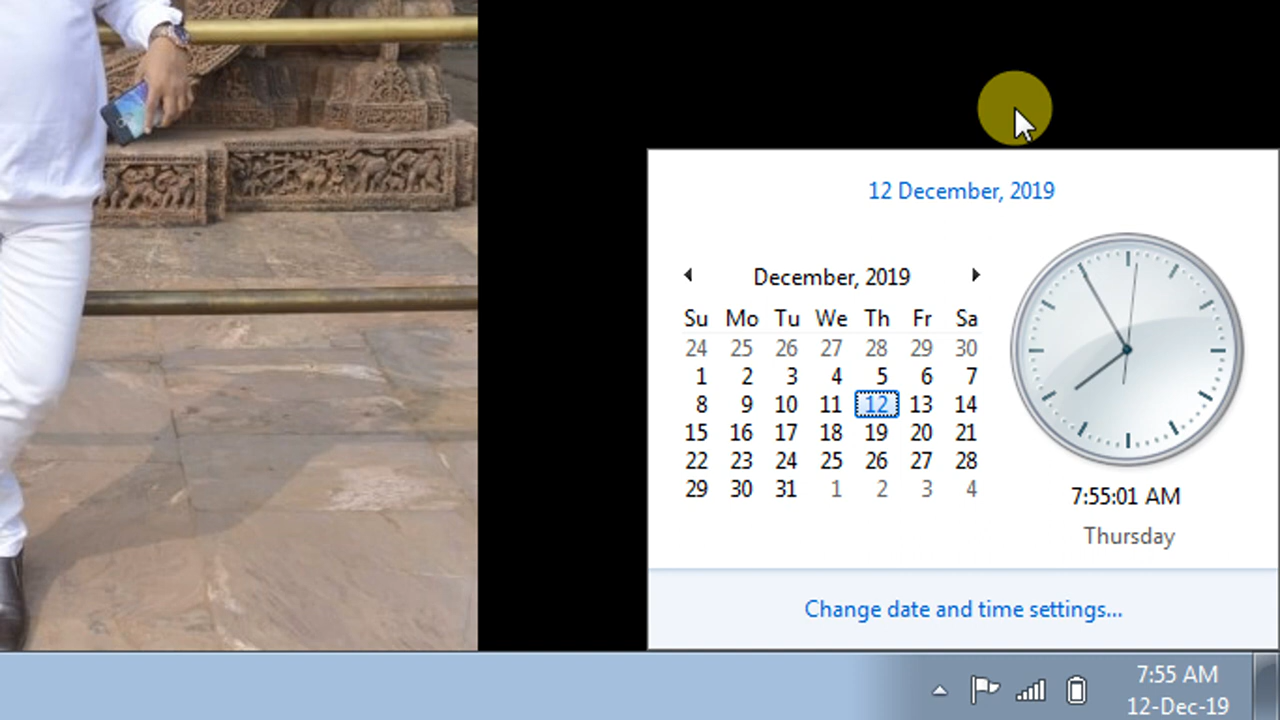 12 December, 2019
December, 2019
Su Mo Tu We Th Fr Sa
24 25 26 27 28 29 30
1 2 3 4 5 6 7
8 9 10 11 12 13 14
15 16 17 18 19 20 21
22 23 24 25 26 27 28
29 30 31 1 2 3 4
7:55:01 AM
Thursday
Change date and time settings...
7:55 AM
12-Dec-19